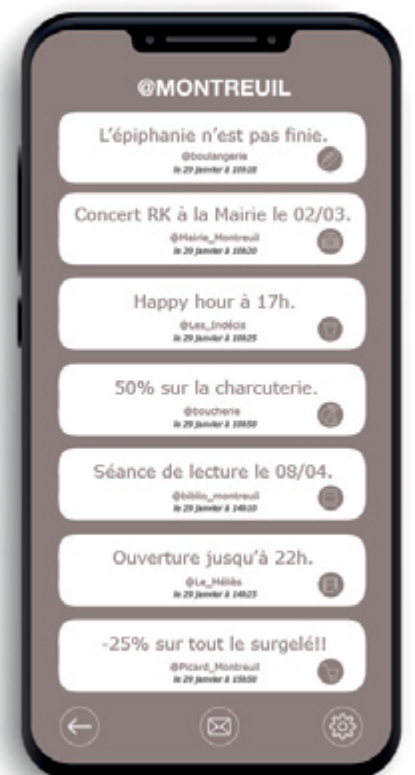 @MONTREUIL
L'épiphanie n'est pas finie.
@boulangerie
le 29 janvier à
Concert RK à la Mairie le 02/03.
@Mairie_Montreuil
le 29 janvier à 10h20
Happy hour à 17h.
@Les_Indécis
le 29 janvier à 10h25
50% sur la charcuterie.
@boucherie
le 29 janvier à 10h50
Séance de lecture le 08/04.
@biblio_montreuil
le 29 janvier à 14h10
Ouverture jusqu'à 22h.
@Le_Méliès
le 29 janvier à 14h23
-25% sur tout le surgelé!!
@Picard_Montreuil
le 29 janvier à 15h50